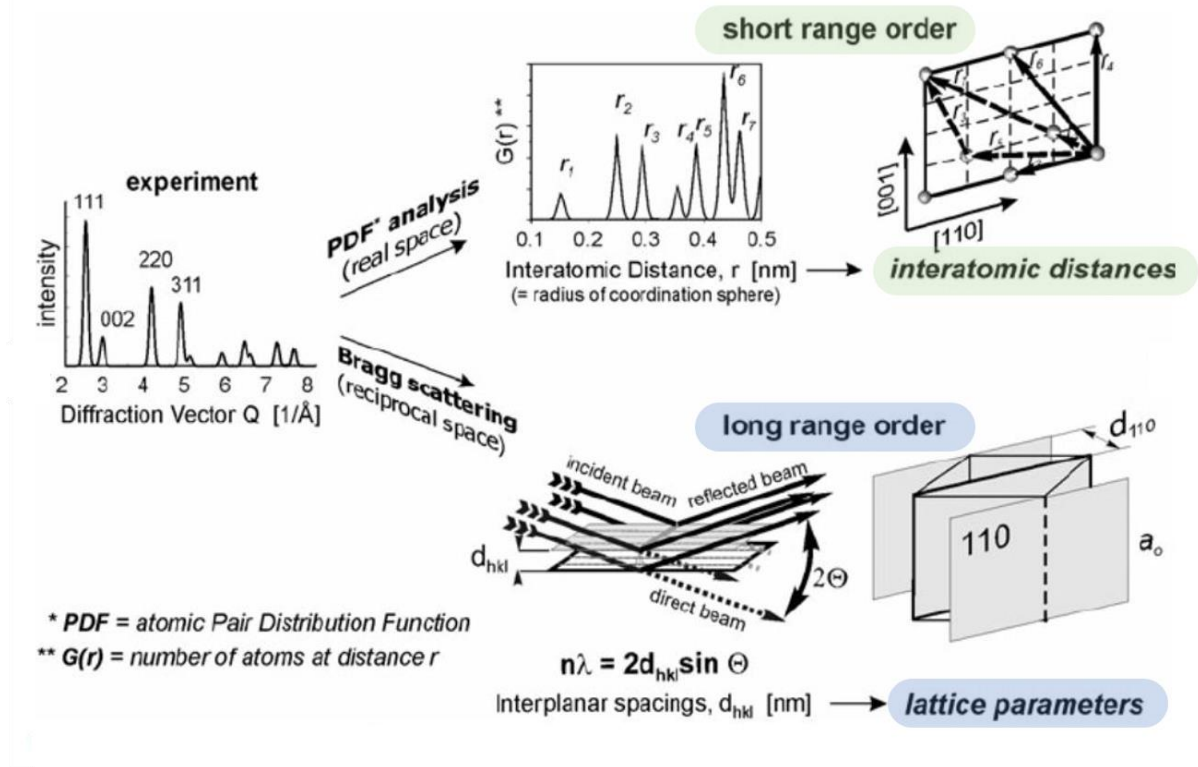 short range order
G(r) **
r1
r2
r3
r4
r5
r6
r7
0.1 0.2 0.3 0.4 0.5
Interatomic Distance, r [nm]
(= radius of coordination sphere)
r6
r4
r3
[001]
[110]
interatomic distances
experiment
111
002
220
311
intensity
2 3 4 5 6 7 8
Diffraction Vector Q [1/Å]
PDF* analysis
(real space)
Bragg scattering
(reciprocal space)
long range order
incident beam
reflected beam
direct beam
dhkl
2Θ
d110
110
ao
nλ = 2dhklsin Θ
Interplanar spacings, dhkl [nm]
lattice parameters
* PDF = atomic Pair Distribution Function
** G(r) = number of atoms at distance r